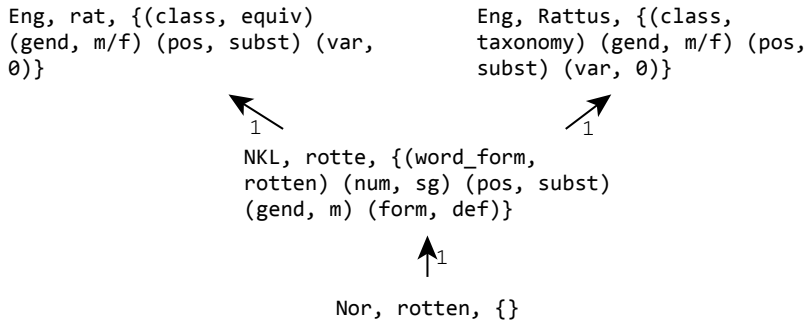 Eng, rat, {(class, equiv)
(gend, m/f) (pos, subst) (var,
0)}
Eng, Rattus, {(class,
taxonomy) (gend, m/f) (pos,
subst) (var, 0)}
1
1
NKL, rotte, {(word_form,
rotten) (num, sg) (pos, subst)
(gend, m) (form, def)}
1
Nor, rotten, {}